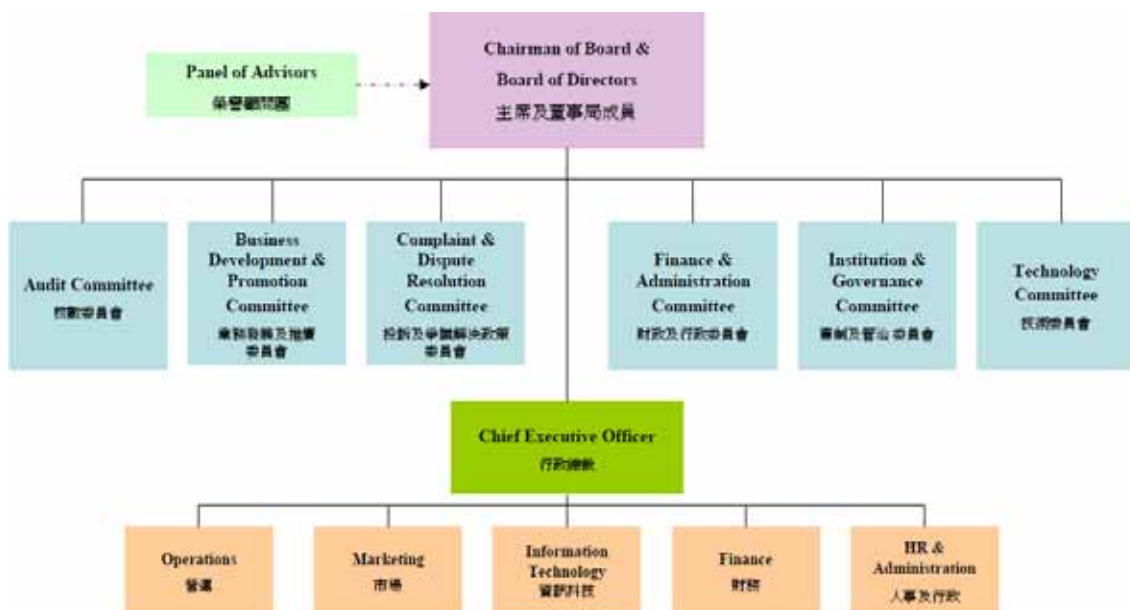 Chairman of Board &
Board of Directors
主席及董事局成員
Panel of Advisors
榮譽顧問團
Audit Committee
核數委員會
Business
Development &
Promotion
Committee
業務發展及推廣
委員會
Complaint &
Dispute
Resolution
Committee
投訴及爭議解決政策
委員會
Finance &
Administration
Committee
財政及行政委員會
Institution &
Governance
Committee
憲制及管治委員會
Technology
Committee
技術委員會
Chief Executive Officer
行政總裁
Operations
營運
Marketing
市場
Information
Technology
資訊科技
Finance
財務
HR &
Administration
人事及行政